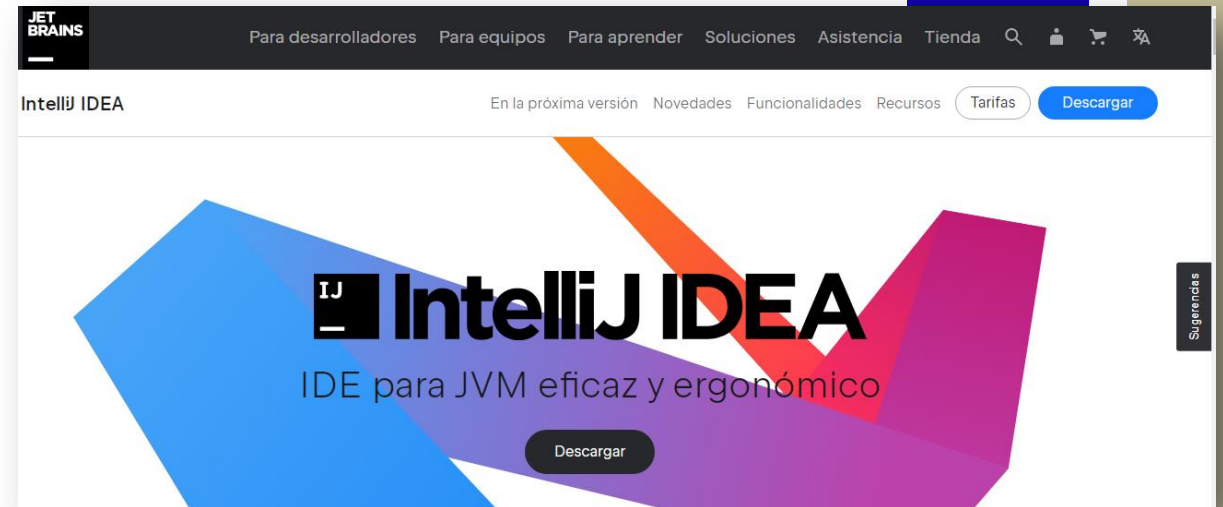 JET
BRAINS
Para desarrolladores Para equipos Para aprender Soluciones Asistencia Tienda
IntelliJ IDEA
En la próxima versión Novedades Funcionalidades Recursos Tarifas Descargar
IJ IntelliJ IDEA
IDE para JVM eficaz y ergonómico
Descargar
Sugerencias